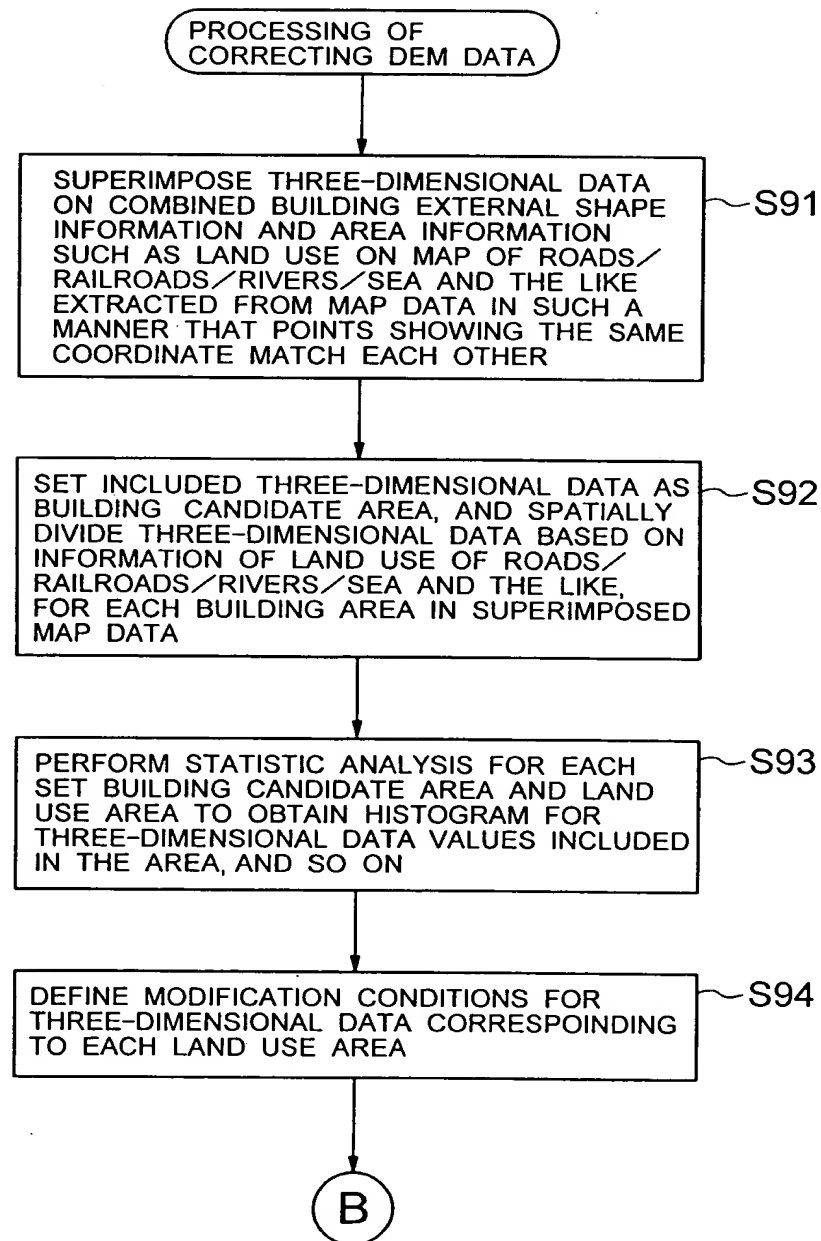 PROCESSING OF
CORRECTING DEM DATA
SUPERIMPOSE THREE-DIMENSIONAL DATA
ON COMBINED BUILDING EXTERNAL SHAPE
INFORMATION AND AREA INFORMATION
SUCH AS LAND USE ON MAP OF ROADS/
RAILROADS/RIVERS/SEA AND THE LIKE
EXTRACTED FROM MAP DATA IN SUCH A
MANNER THAT POINTS SHOWING THE SAME
COORDINATE MATCH EACH OTHER
S91
SET INCLUDED THREE-DIMENSIONAL DATA AS
BUILDING CANDIDATE AREA, AND SPATIALLY
DIVIDE THREE-DIMENSIONAL DATA BASED ON
INFORMATION OF LAND USE OF ROADS/
RAILROADS/RIVERS/SEA AND THE LIKE,
FOR EACH BUILDING AREA IN SUPERIMPOSED
MAP DATA
S92
PERFORM STATISTIC ANALYSIS FOR EACH
SET BUILDING CANDIDATE AREA AND LAND
USE AREA TO OBTAIN HISTOGRAM FOR
THREE-DIMENSIONAL DATA VALUES INCLUDED
IN THE AREA, AND SO ON
S93
DEFINE MODIFICATION CONDITIONS FOR
THREE-DIMENSIONAL DATA CORRESPOINDING
TO EACH LAND USE AREA
S94
B